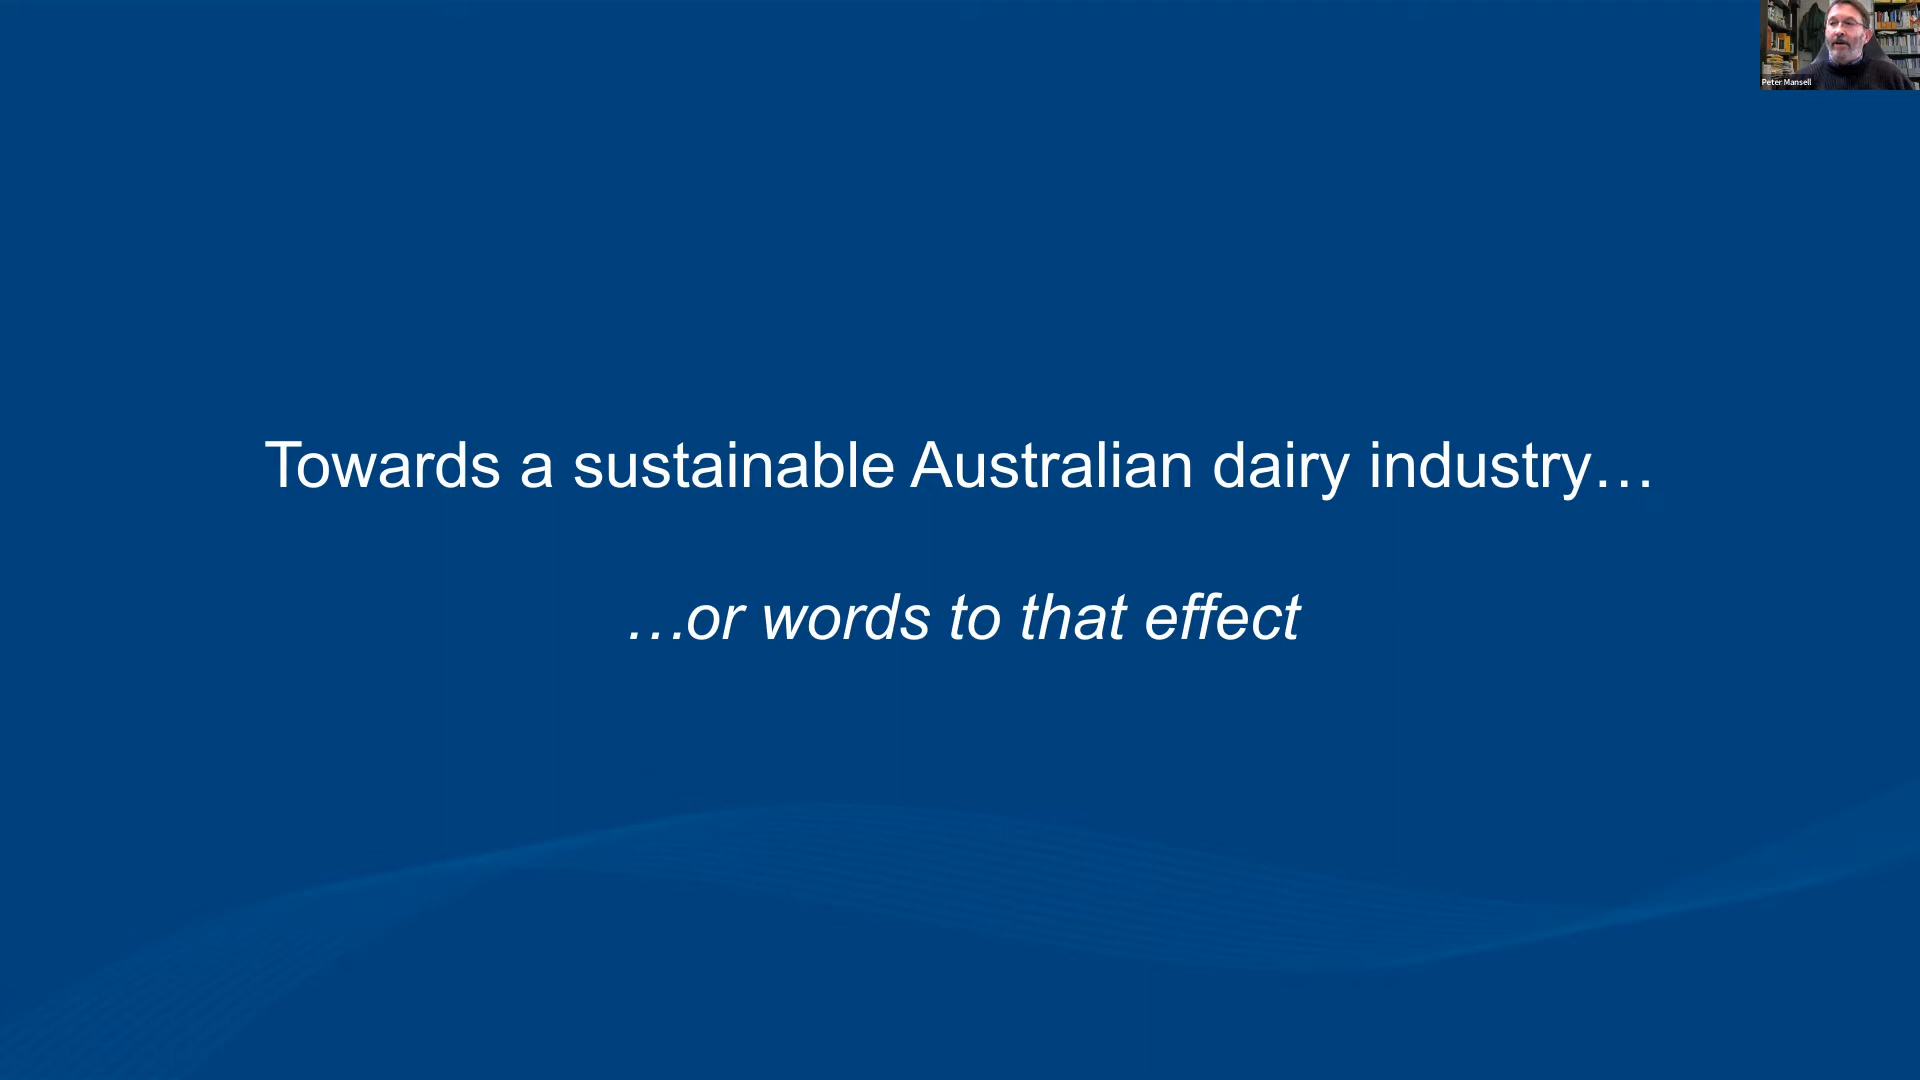 Peter Mansell
Towards a sustainable Australian dairy industry…
…or words to that effect